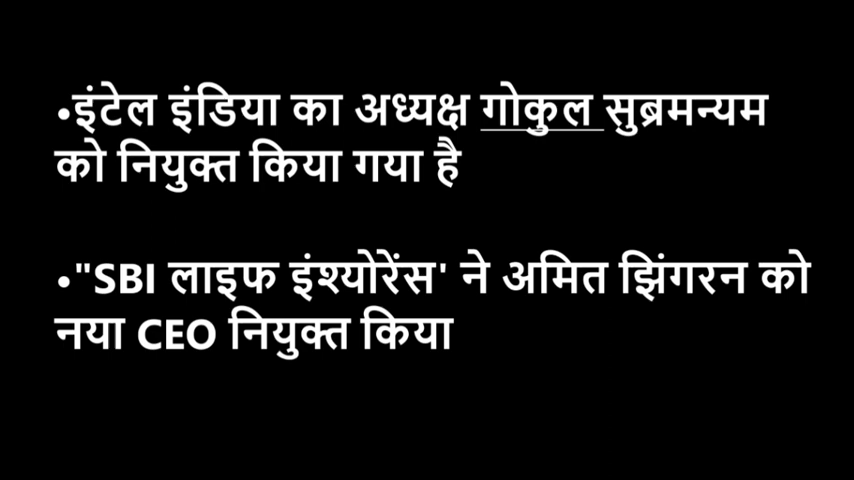 •इंटेल इंडिया का अध्यक्ष गोकुल सुब्रमन्यम
को नियुक्त किया गया है
•"SBI लाइफ इंश्योरेंस' ने अमित झिंगरन को
नया CEO नियुक्त किया